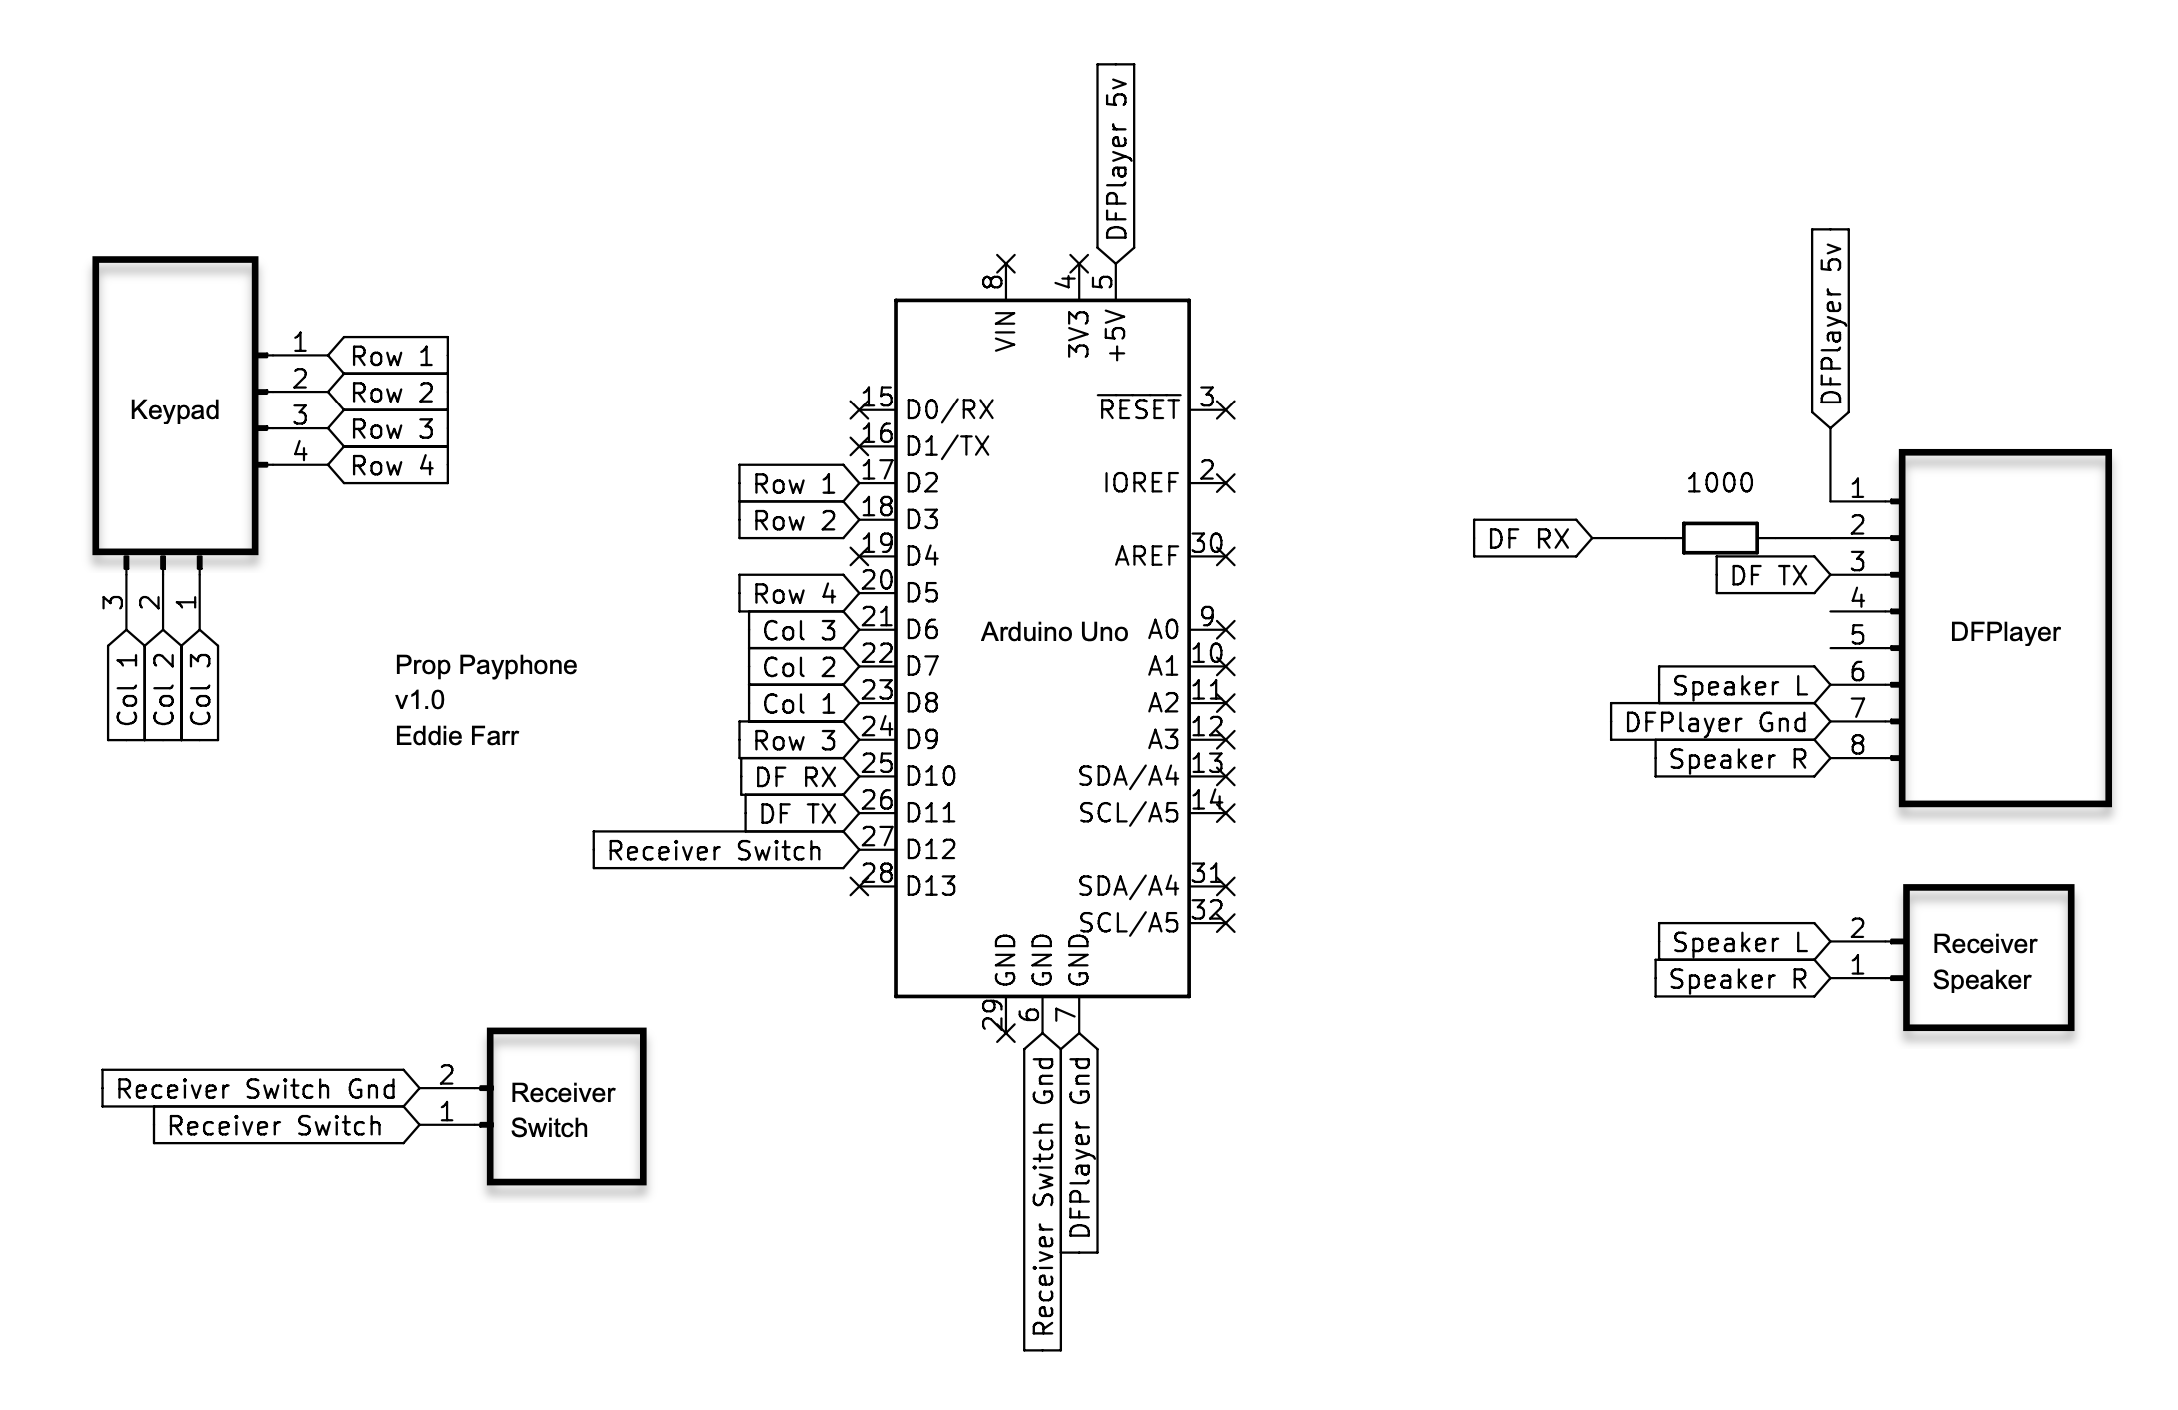 DFPlayer 5v
8
4
5
VIN
3V3
+5V
Keypad
1
Row 1
2
Row 2
3
Row 3
4
Row 4
3
2
1
Col 1
Col 2
Col 3
Prop Payphone
v1.0
Eddie Farr
15
D0/RX
16
D1/TX
Row 1
17
D2
Row 2
18
D3
19
D4
Row 4
20
D5
Col 3
21
D6
Col 2
22
D7
Col 1
23
D8
Row 3
24
D9
DF RX
25
D10
DF TX
26
D11
Receiver Switch
27
D12
28
D13
Arduino Uno
RESET
3
IOREF
2
AREF
30
A0
9
A1
10
A2
11
A3
12
SDA/A4
13
SCL/A5
14
SDA/A4
31
SCL/A5
32
GND
GND
GND
29
6
7
Receiver Switch Gnd
DFPlayer Gnd
Receiver Switch Gnd
2
Receiver Switch
1
Receiver
Switch
DFPlayer 5v
1
1000
DF RX
2
DF TX
3
4
5
Speaker L
6
DFPlayer Gnd
7
Speaker R
8
DFPlayer
Speaker L
2
Speaker R
1
Receiver
Speaker